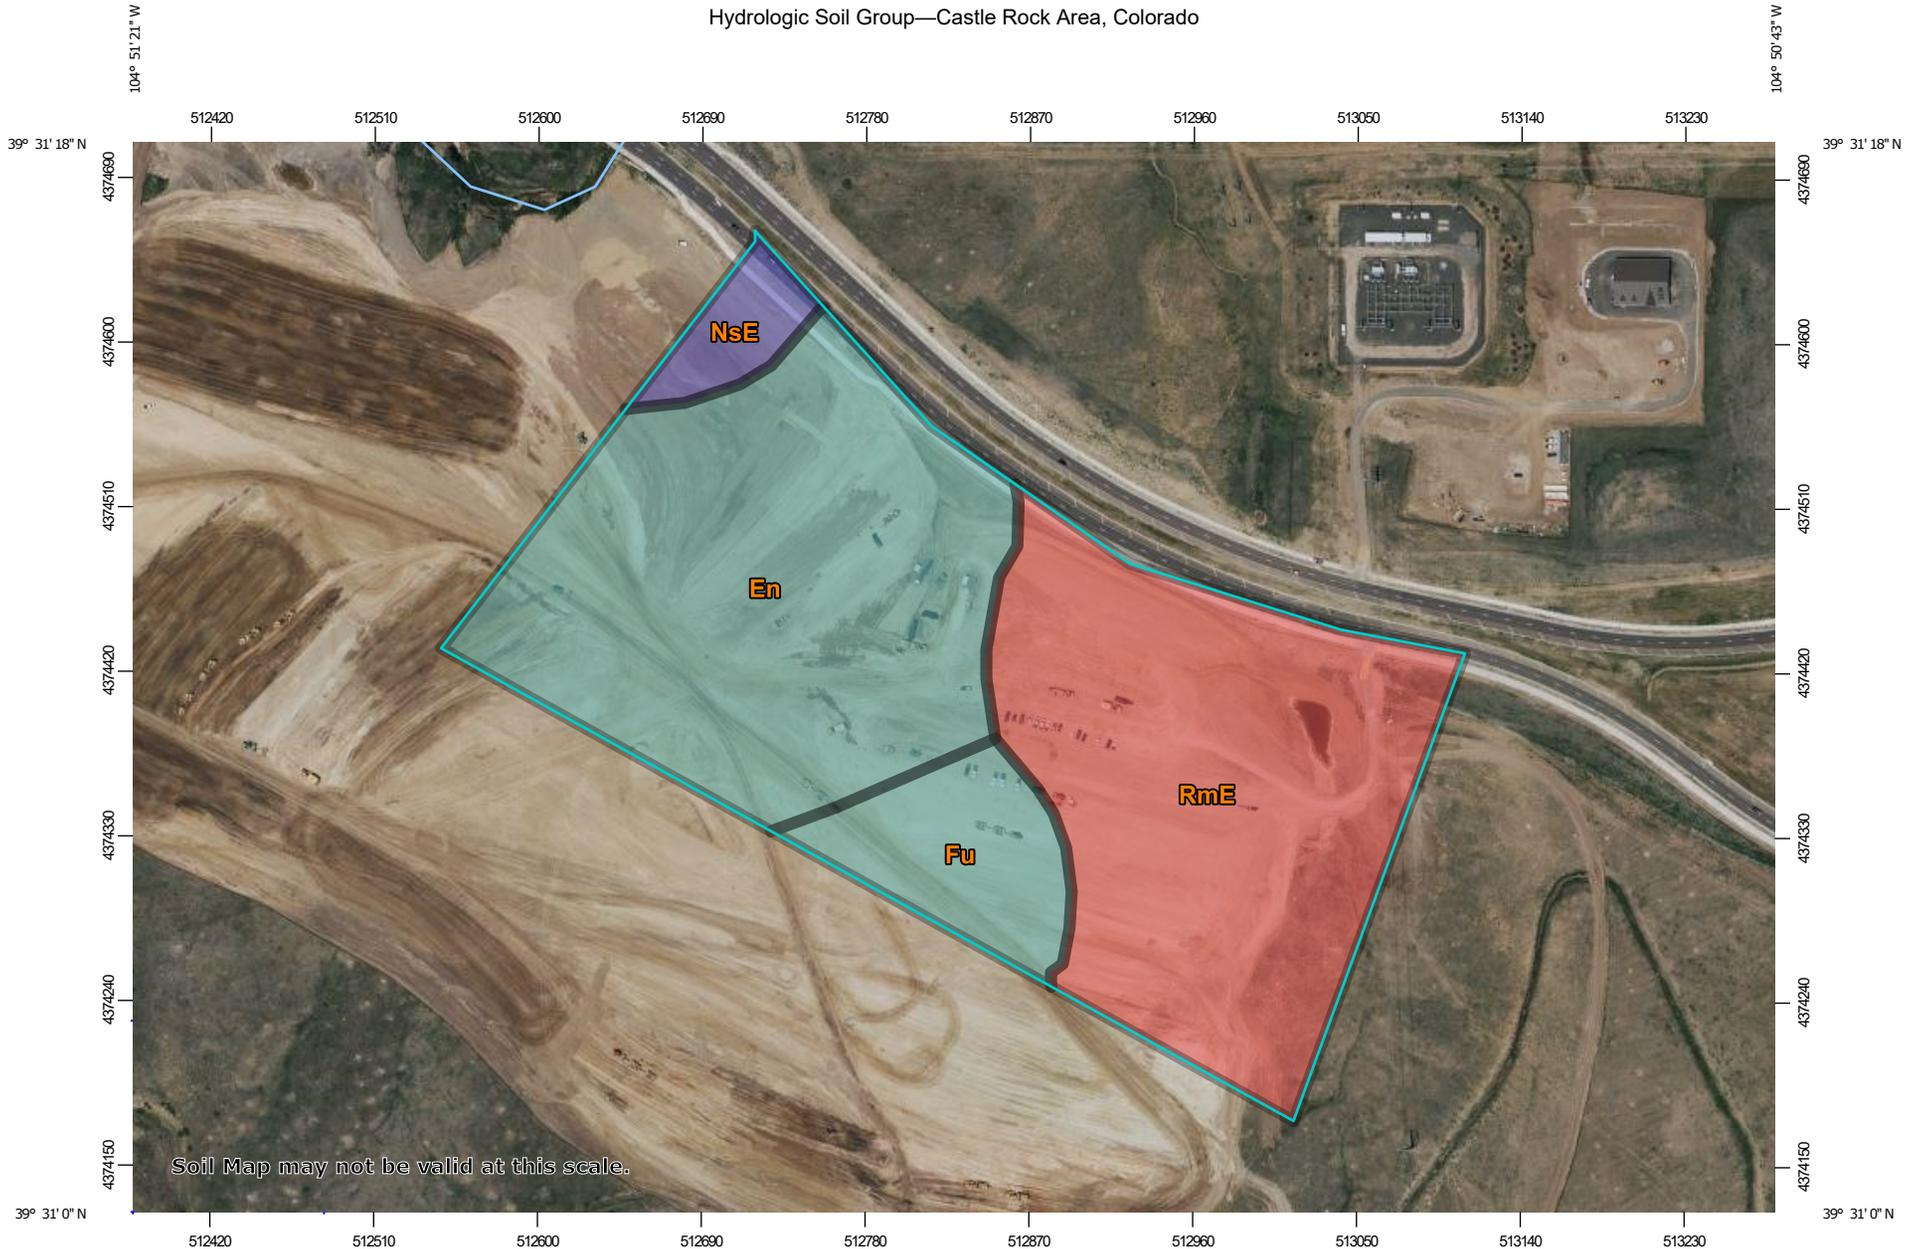 Hydrologic Soil Group—Castle Rock Area, Colorado
104° 51' 21" W
104° 50' 43" W
512420 512510 512600 512690 512780 512870 512960 513050 513140 513230
39° 31' 18" N
39° 31' 18" N
4374690
4374690
4374600
4374600
4374510
4374510
4374420
4374420
4374330
4374330
4374240
4374240
4374150
4374150
NsE
En
RmE
Fu
Soil Map may not be valid at this scale.
39° 31' 0" N
39° 31' 0" N
512420 512510 512600 512690 512780 512870 512960 513050 513140 513230